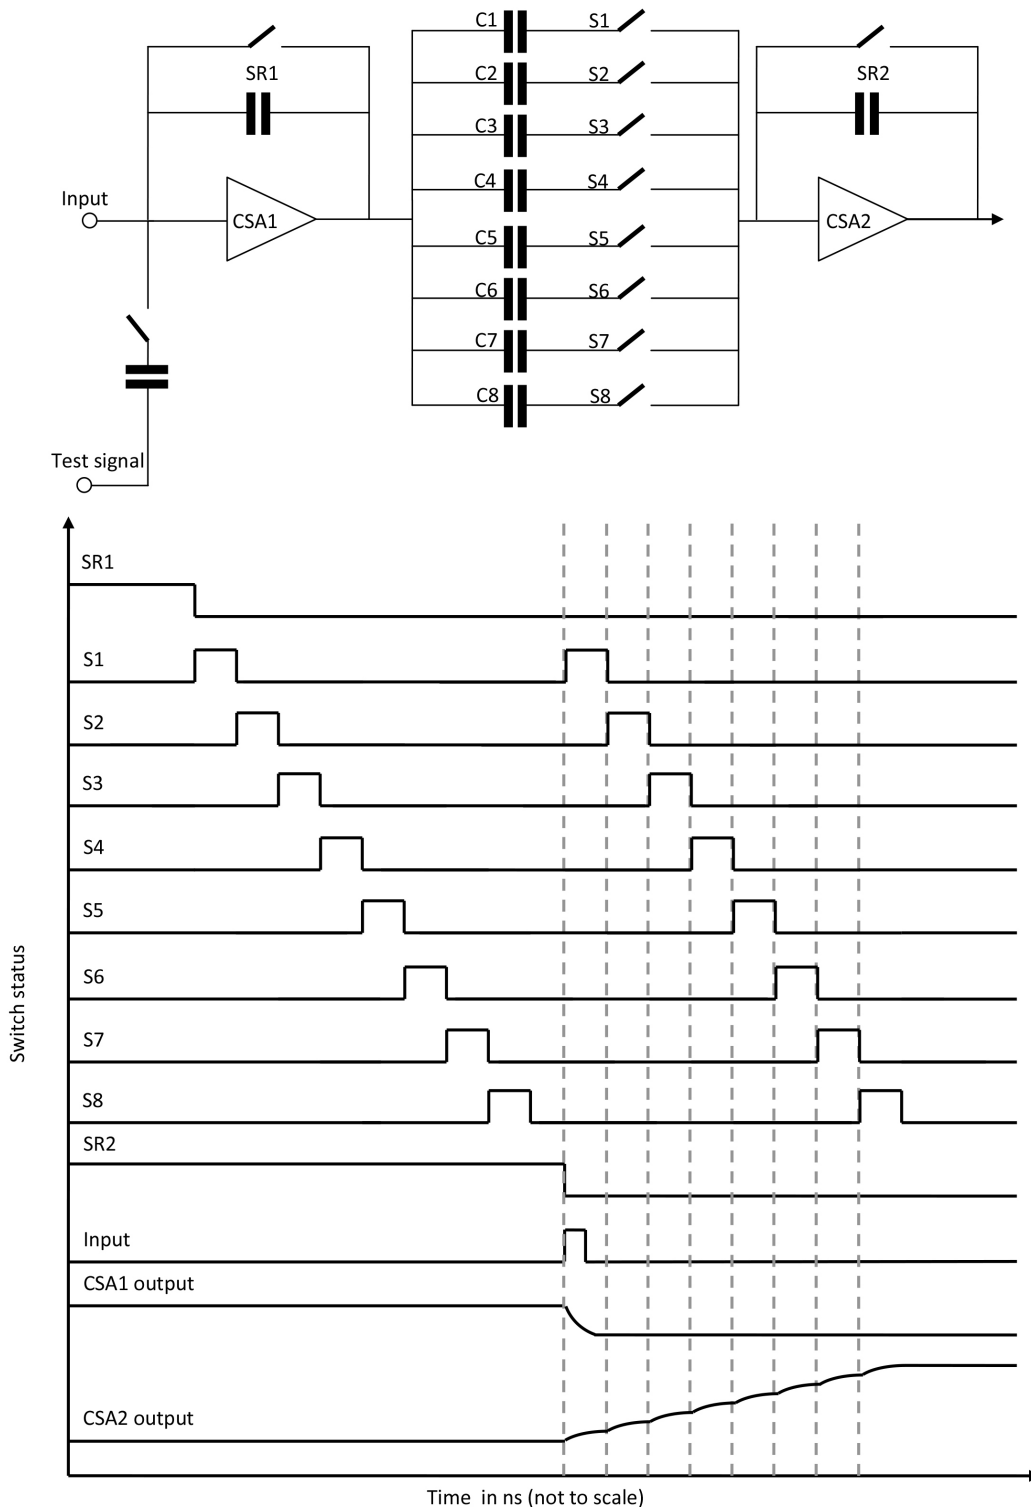 C1 S1
SR1
C2 S2
SR2
C3 S3
C4 S4
Input
CSA1
CSA2
C5 S5
C6 S6
C7 S7
C8 S8
Test signal
SR1
S1
S2
S3
S4
S5
S6
S7
S8
SR2
Input
CSA1 output
CSA2 output
Switch status
Time in ns (not to scale)